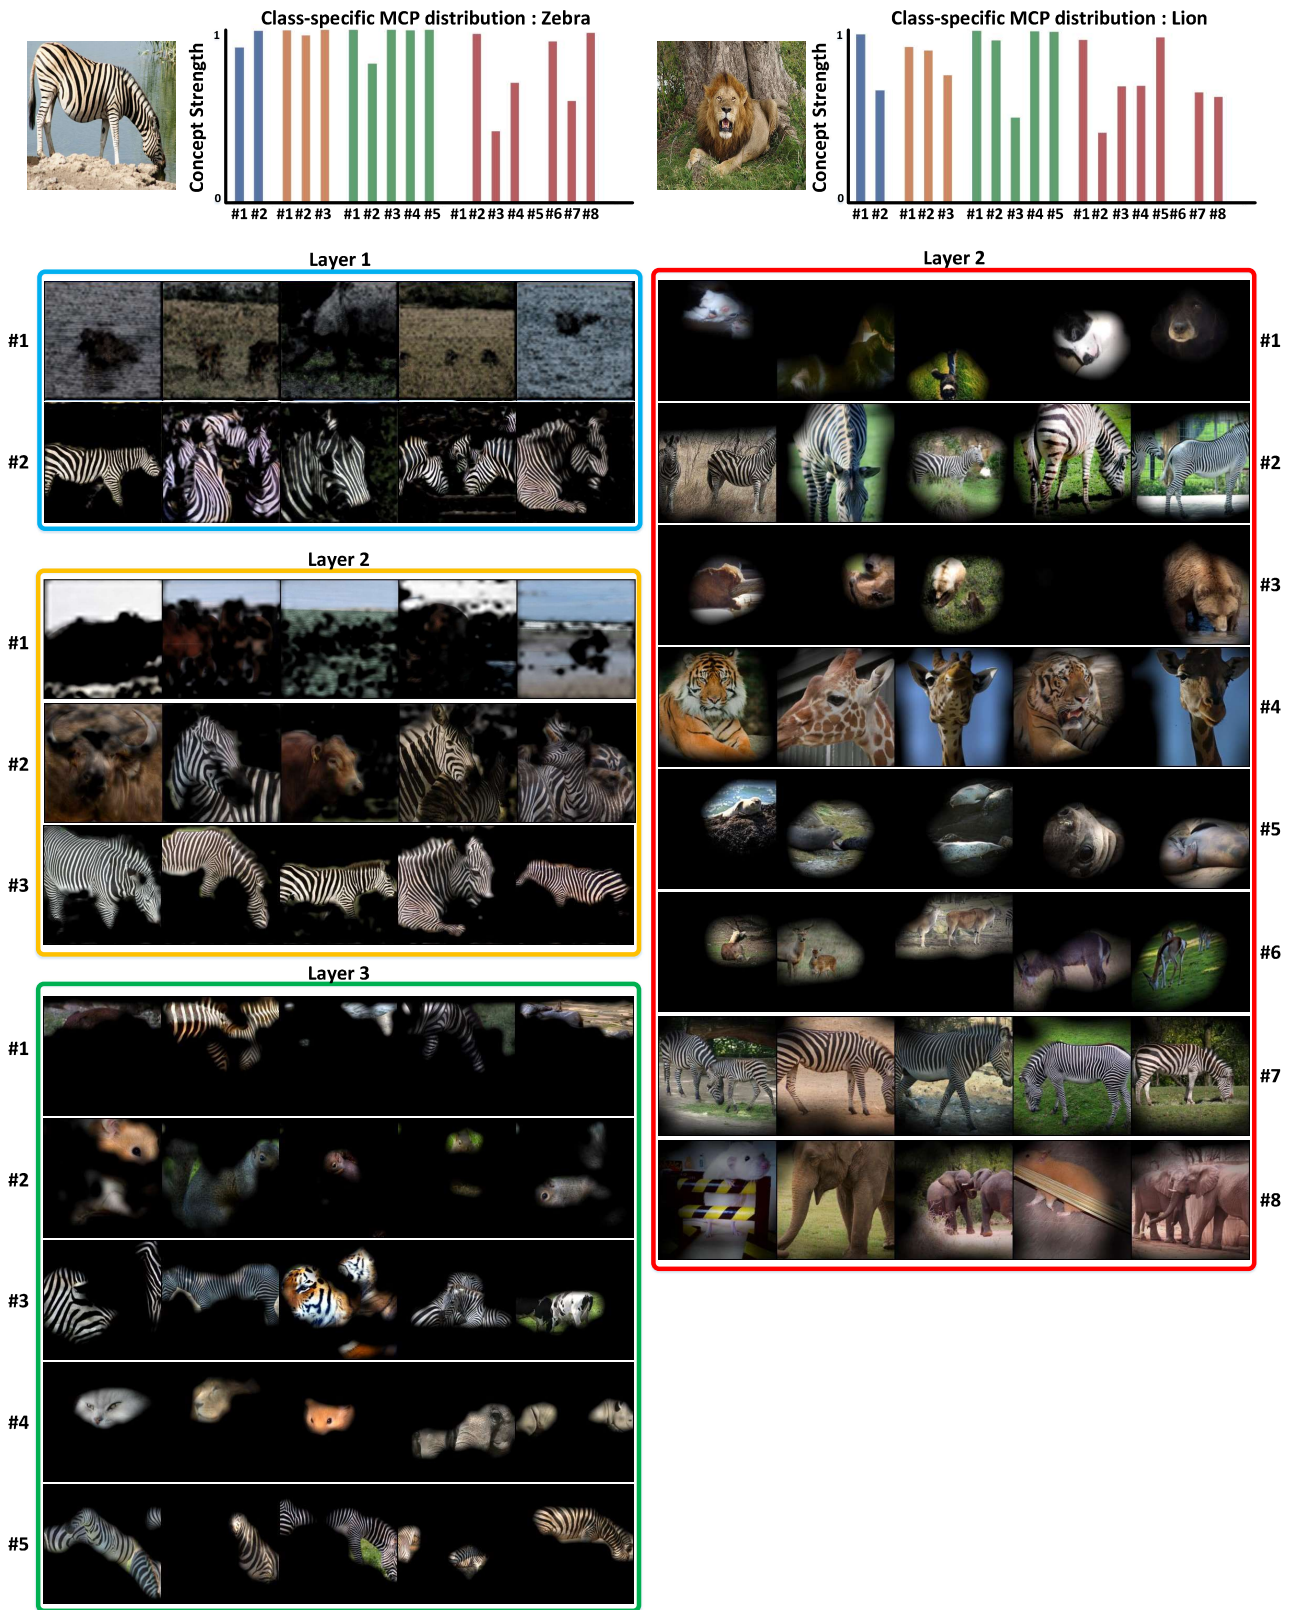 Class-specific MCP distribution : Zebra
Concept Strength
1
0
#1 #2 #1 #2 #3 #1 #2 #3 #4 #5 #1 #2 #3 #4 #5 #6 #7 #8
Class-specific MCP distribution : Lion
Concept Strength
1
0
#1 #2 #1 #2 #3 #1 #2 #3 #4 #5 #1 #2 #3 #4 #5 #6 #7 #8
Layer 1
#1
#2
Layer 2
#1
#2
#3
Layer 3
#1
#2
#3
#4
#5
Layer 2
#1
#2
#3
#4
#5
#6
#7
#8